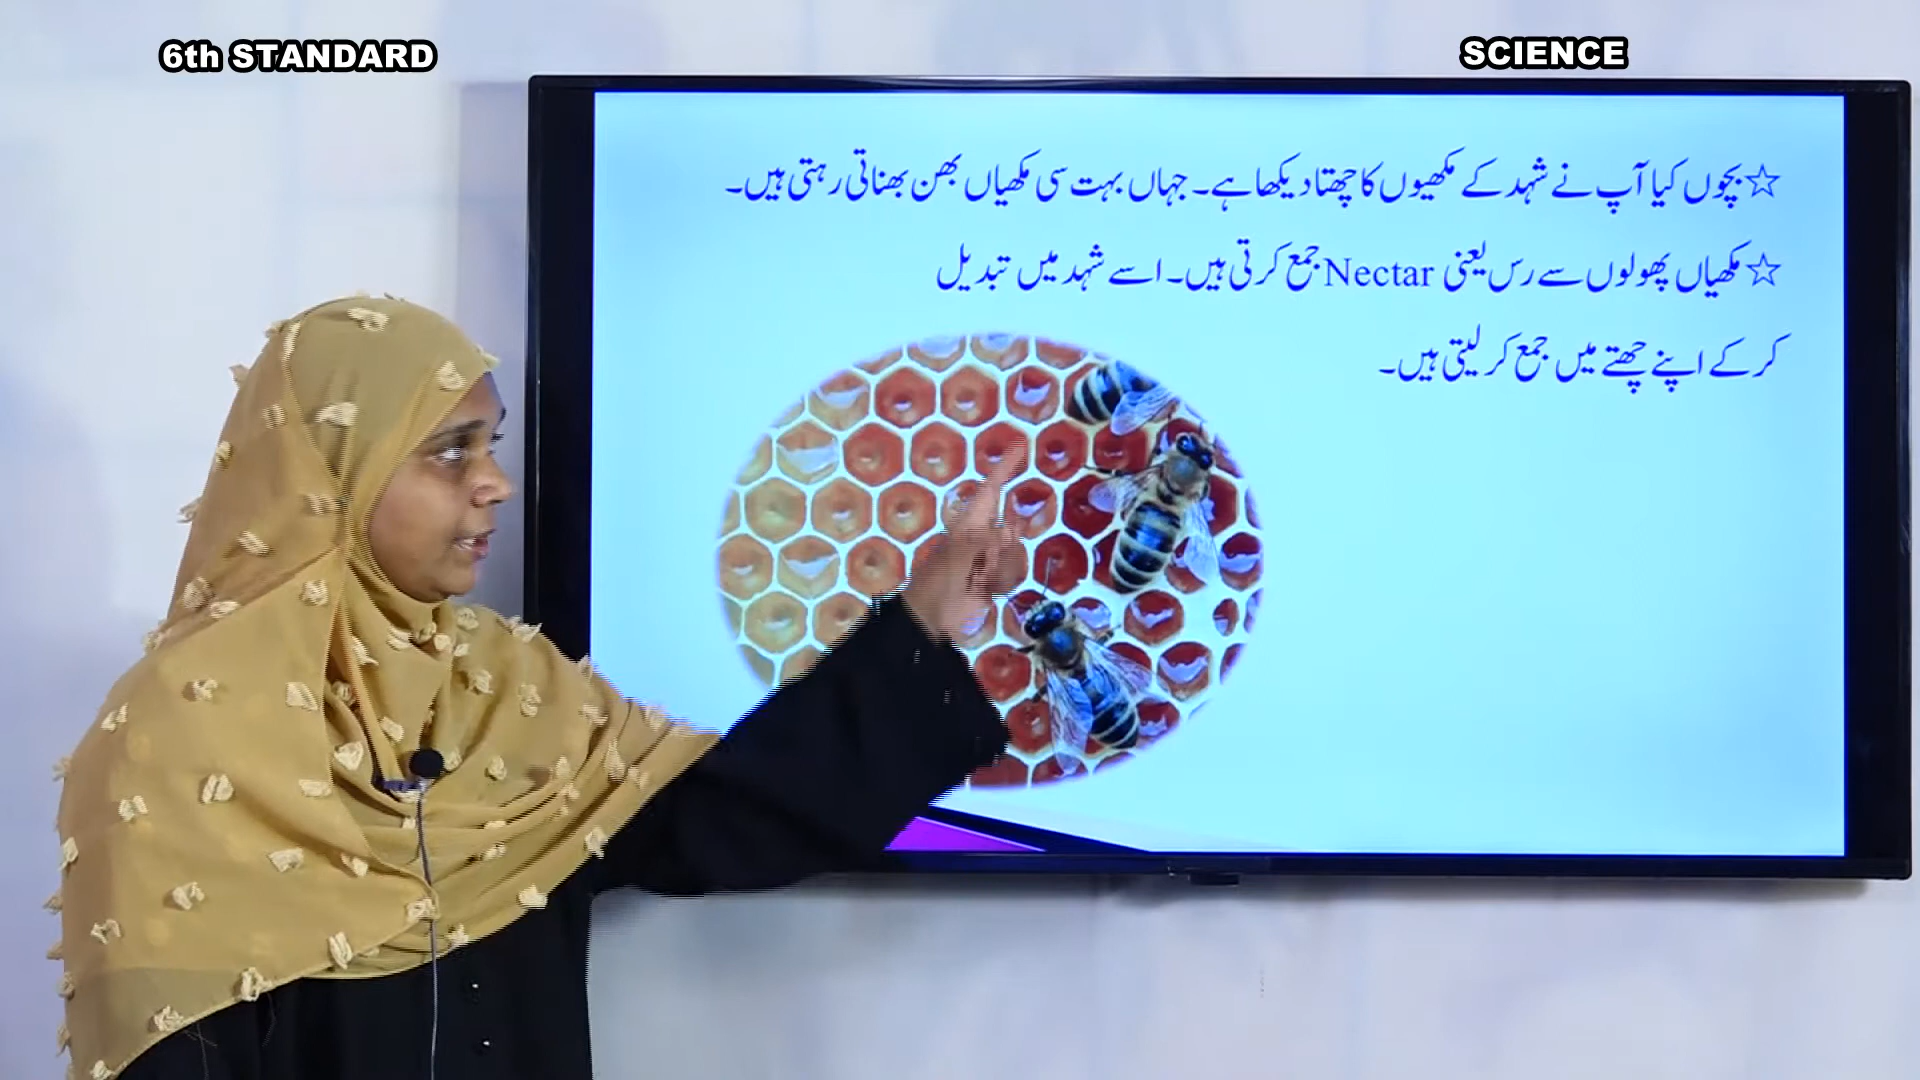 6th STANDARD
SCIENCE
☆ بچوں کیا آپ نے شہد کے مکھیوں کا چھتا دیکھا ہے۔ جہاں بہت سی مکھیاں بھن بھناتی رہتی ہیں۔
☆ مکھیاں پھولوں سے رس یعنی Nectar جمع کرتی ہیں۔ اسے شہد میں تبدیل
کر کے اپنے چھتے میں جمع کر لیتی ہیں۔